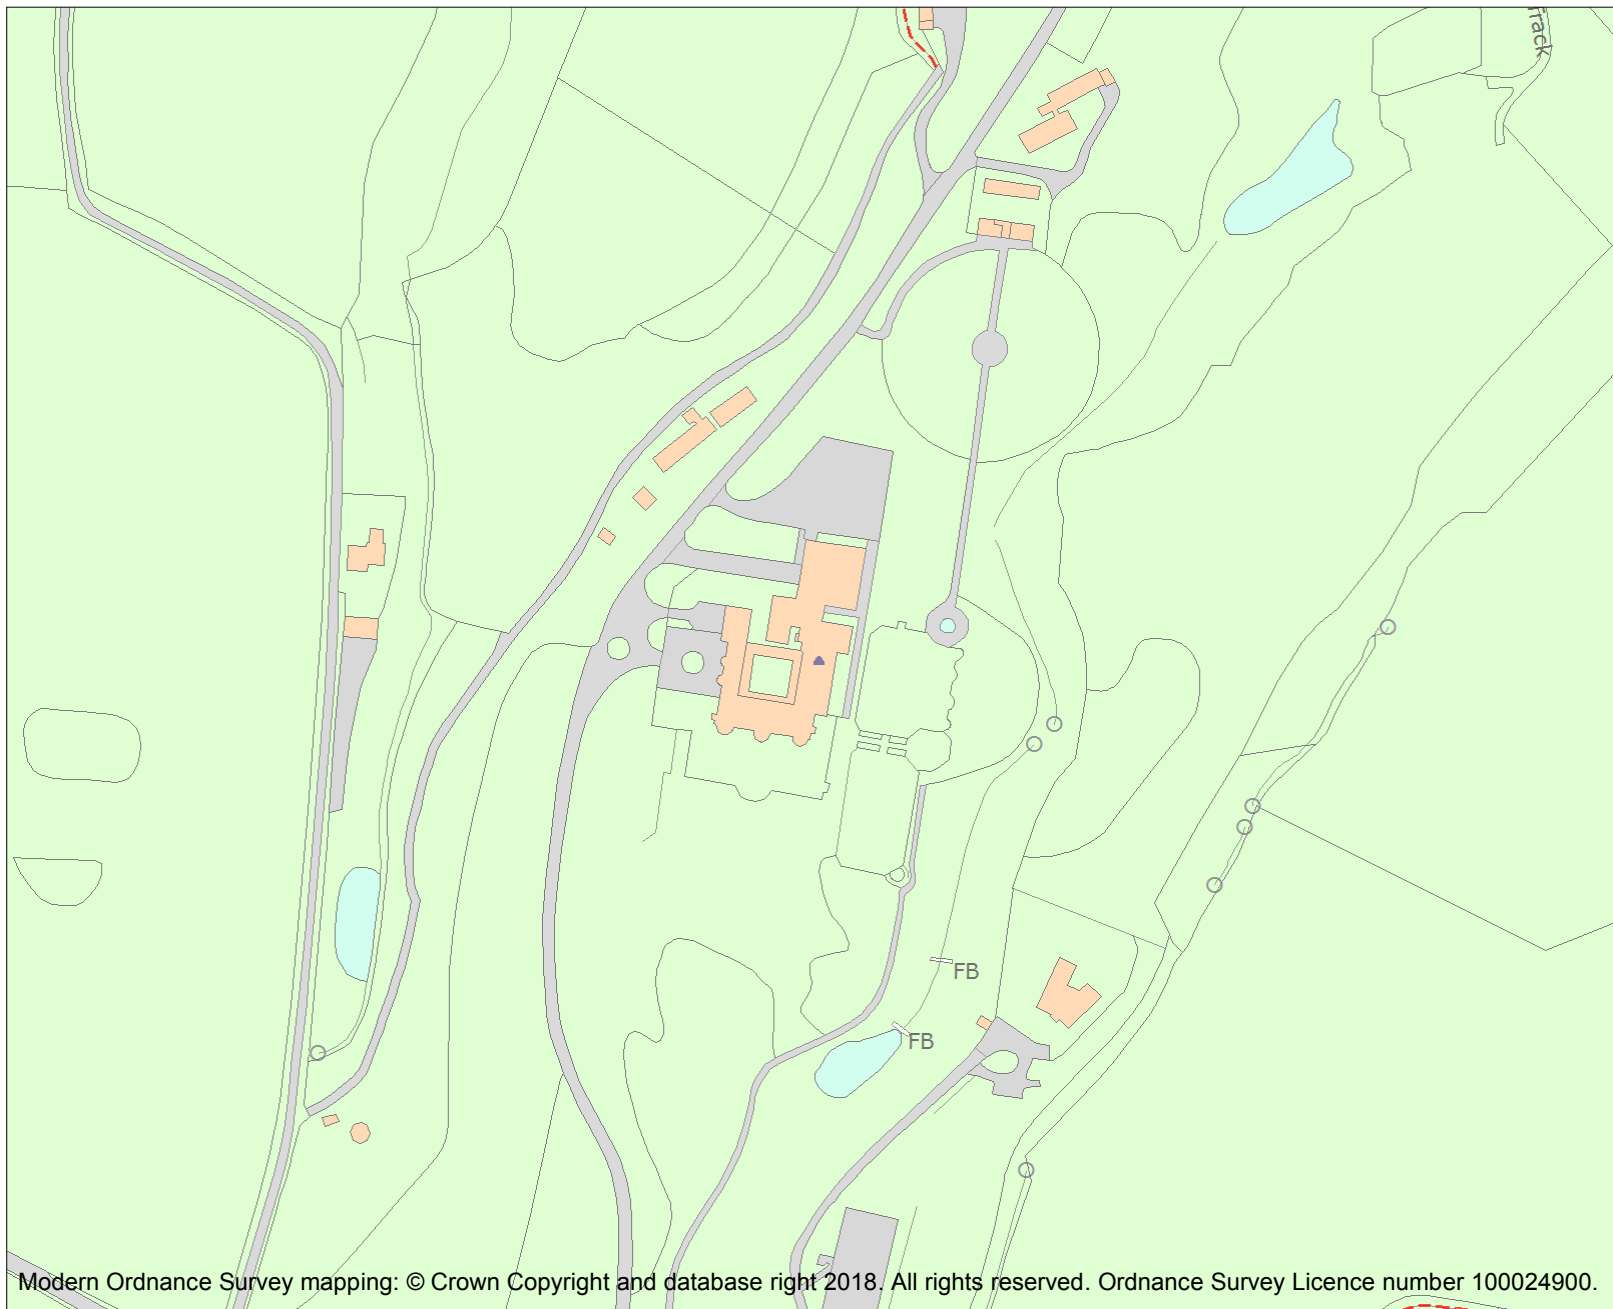 Track
FB
FB
Modern Ordnance Survey mapping: © Crown Copyright and database right 2018. All rights reserved. Ordnance Survey Licence number 100024900.